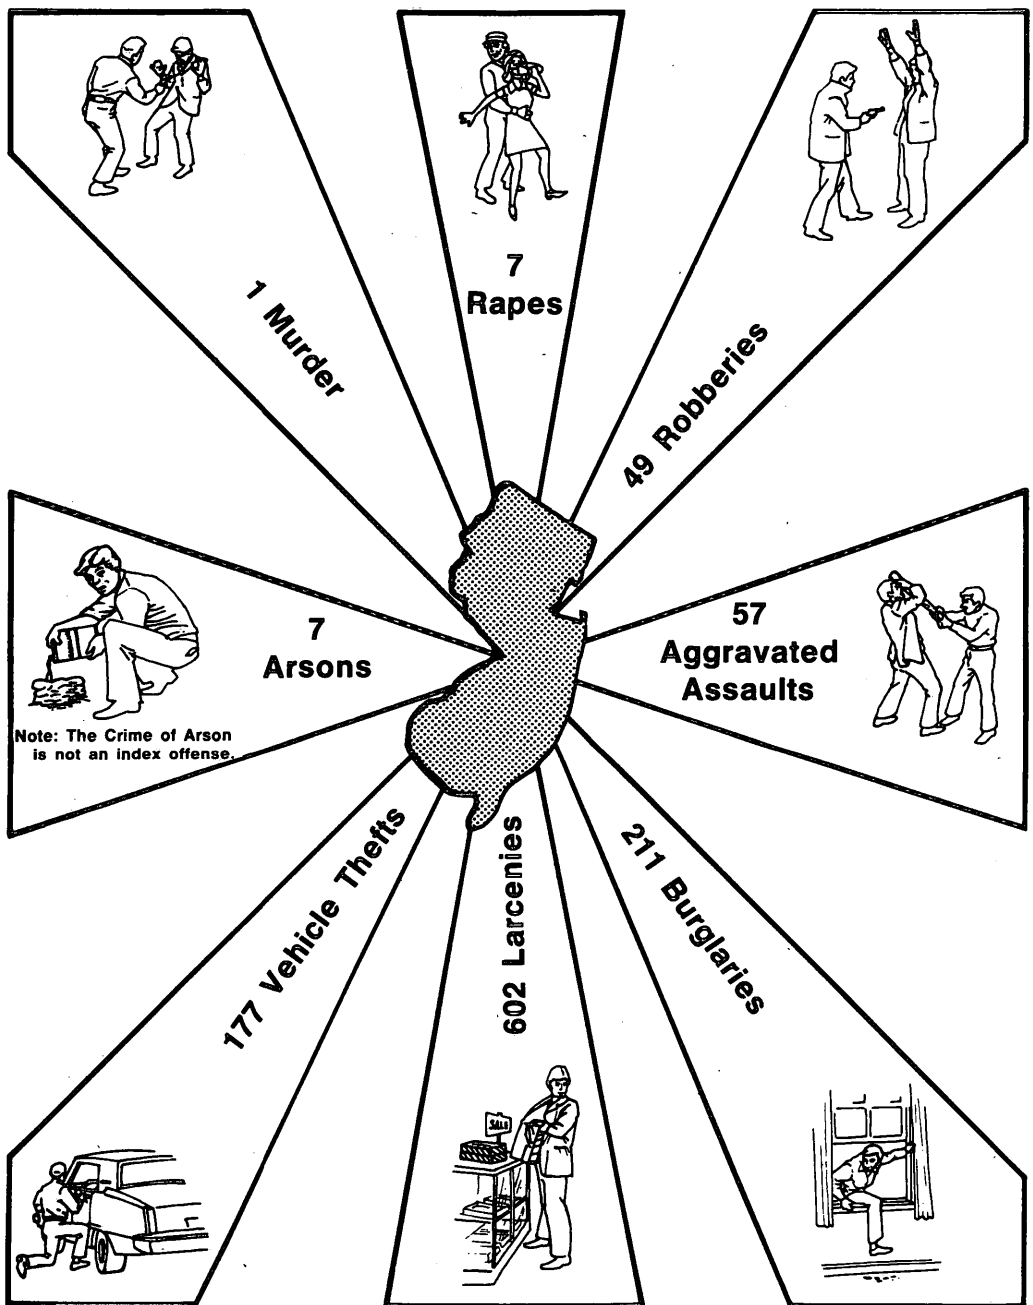 1 Murder
7
Rapes
49 Robberies
7
Arsons
Note: The Crime of Arson
is not an index offense.
57
Aggravated
Assaults
177 Vehicle Thefts
602 Larcenies
211 Burglaries
SALE